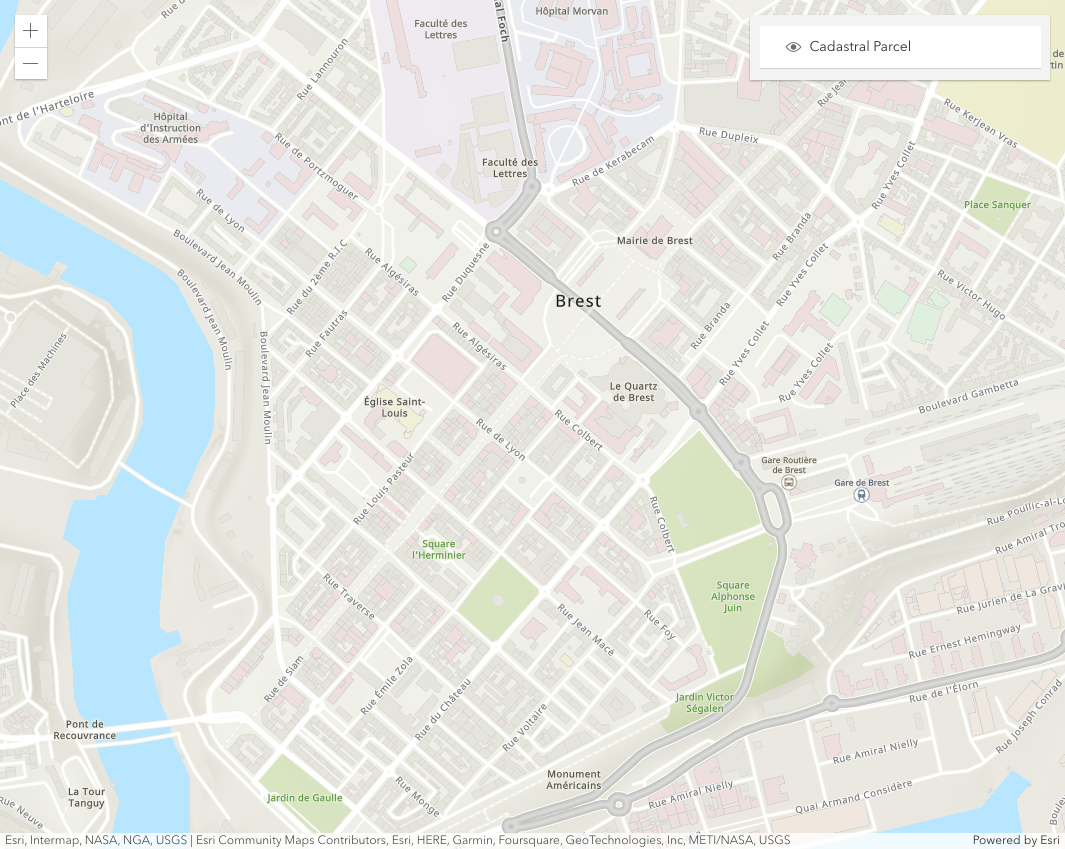 Cadastral Parcel
Hôpital Morvan
Faculté des
Lettres
al Foch
Rue Lannouron
ont de l'Harteloire
Hôpital
d'Instruction
des Armées
Rue de Portzmoguer
Faculté des
Lettres
Rue de Kerabecam
Rue Dupleix
Rue Jea
Rue Kerjean Vras
Rue Yves Collet
Place Sanquer
Rue de Lyon
Boulevard Jean Moulin
Boulevard Jean Moulin
Boulevard Jean Moulin
Rue du 2ème R.I.C
Rue Algésiras
Rue Duquesne
Mairie de Brest
Rue Branda
Rue Yves Collet
Rue Victor Hugo
Brest
Rue Fautras
Rue Algésiras
Rue Branda
Rue Yves Collet
Rue Yves Collet
Place des Machines
Église Saint-
Louis
Le Quartz
de Brest
Boulevard Gambetta
Rue de Lyon
Rue Colbert
Rue Louis Pasteur
Gare Routière
de Brest
Gare de Brest
Rue Colbert
Rue Poullic-al-Lo
Rue Amiral Tro
Square
l'Herminier
Rue Traverse
Square
Alphonse
Juin
Rue Jurien de La Gravi
Rue Jean Macé
Rue Foy
Rue Ernest Hemingway
Rue de Siam
Rue Émile Zola
Rue du Château
Jardin Victor
Ségalen
Rue de l'Élorn
Rue Joseph Conrad
Pont de
Recouvrance
Rue Voltaire
Rue Amiral Nielly
Monument
Américains
La Tour
Tanguy
Jardin de Gaulle
Rue Monge
Rue Amiral Nielly
Quai Armand Considère
Rue Neuve
Esri, Intermap, NASA, NGA, USGS | Esri Community Maps Contributors, Esri, HERE, Garmin, Foursquare, GeoTechnologies, Inc, METI/NASA, USGS
Powered by Esri